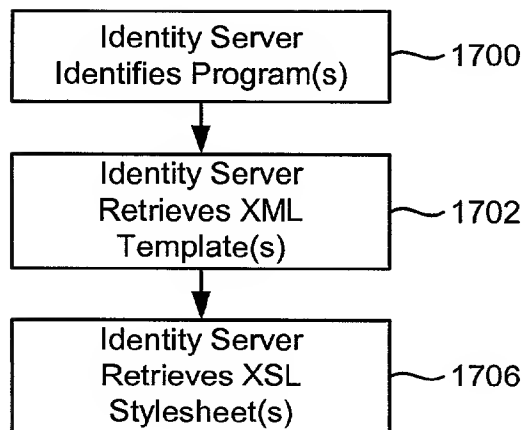 Identity Server
Identifies Program(s)
1700
Identity Server
Retrieves XML
Template(s)
1702
Identity Server
Retrieves XSL
Stylesheet(s)
1706